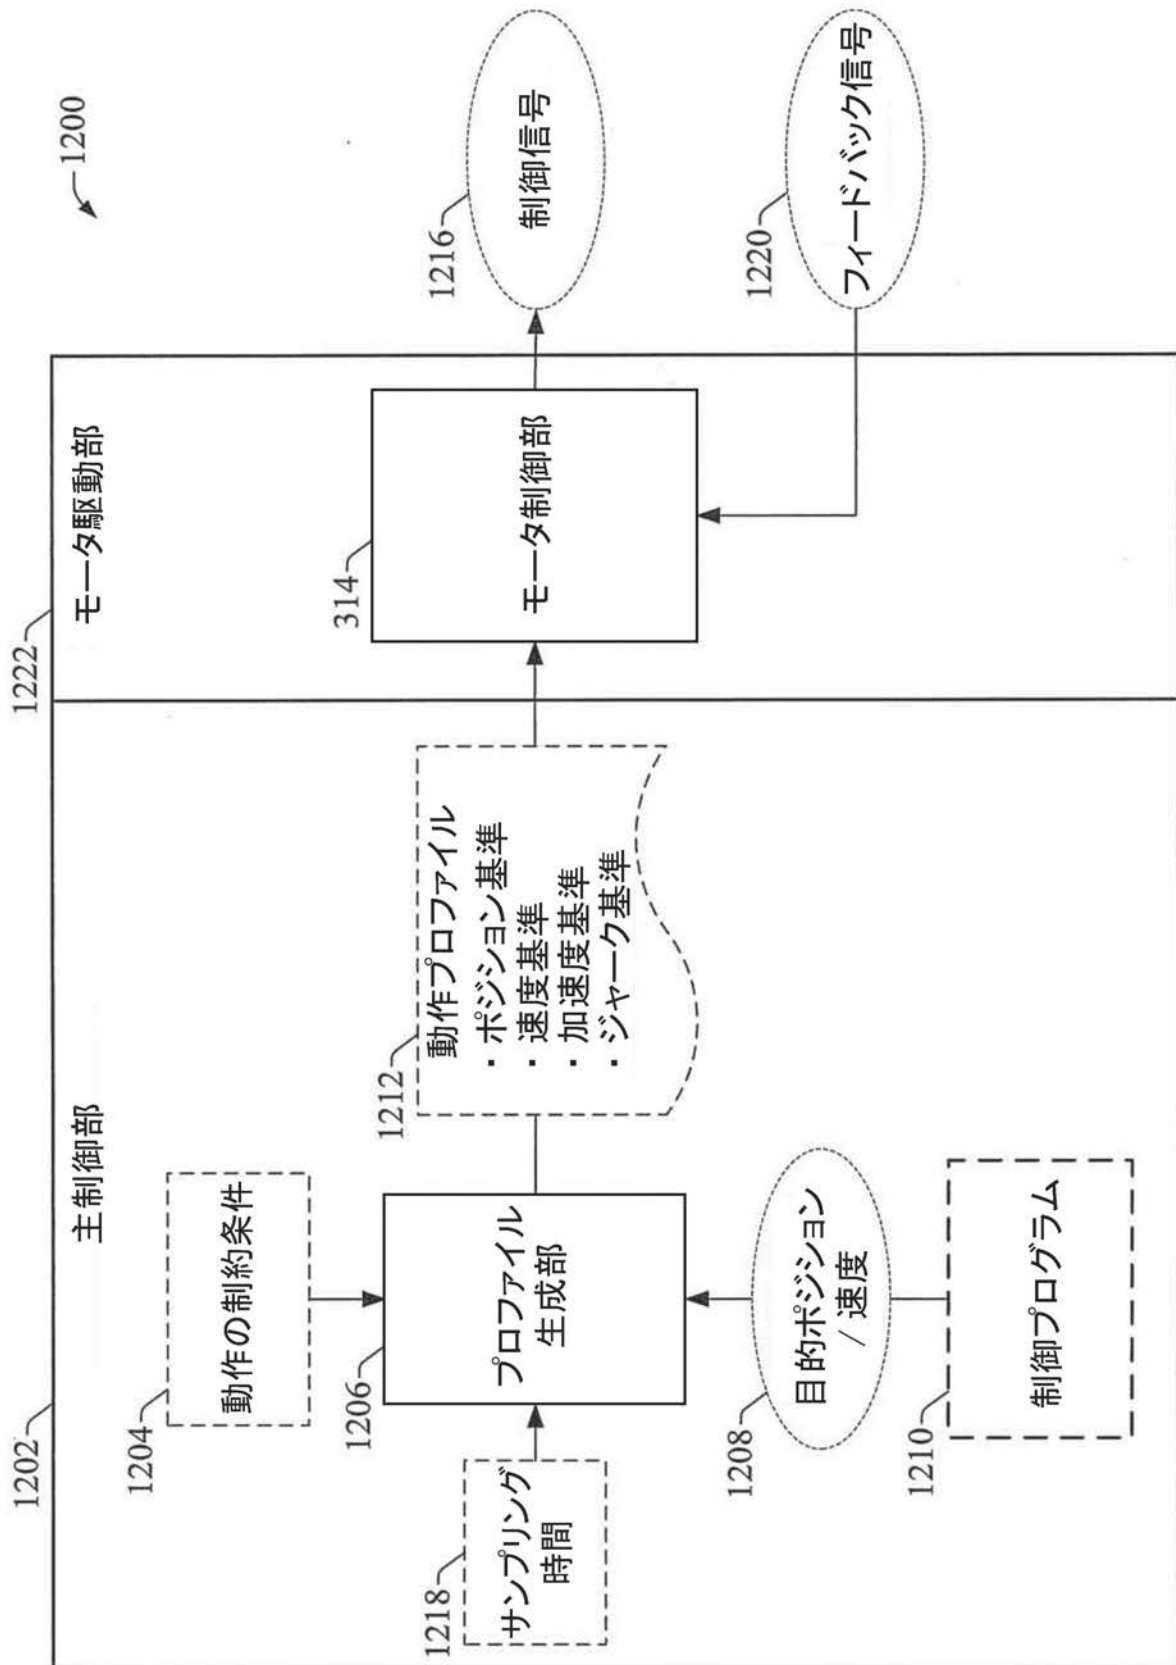 1200
1202
主制御部
1222
モータ駆動部
1204
動作の制約条件
1206
プロファイル
生成部
1218
サンプリング
時間
1208
目的ポジション
/ 速度
1210
制御プログラム
1212
動作プロファイル
・ポジション基準
・速度基準
・加速度基準
・ジャーク基準
314
モータ制御部
1216
制御信号
1220
フィードバック信号